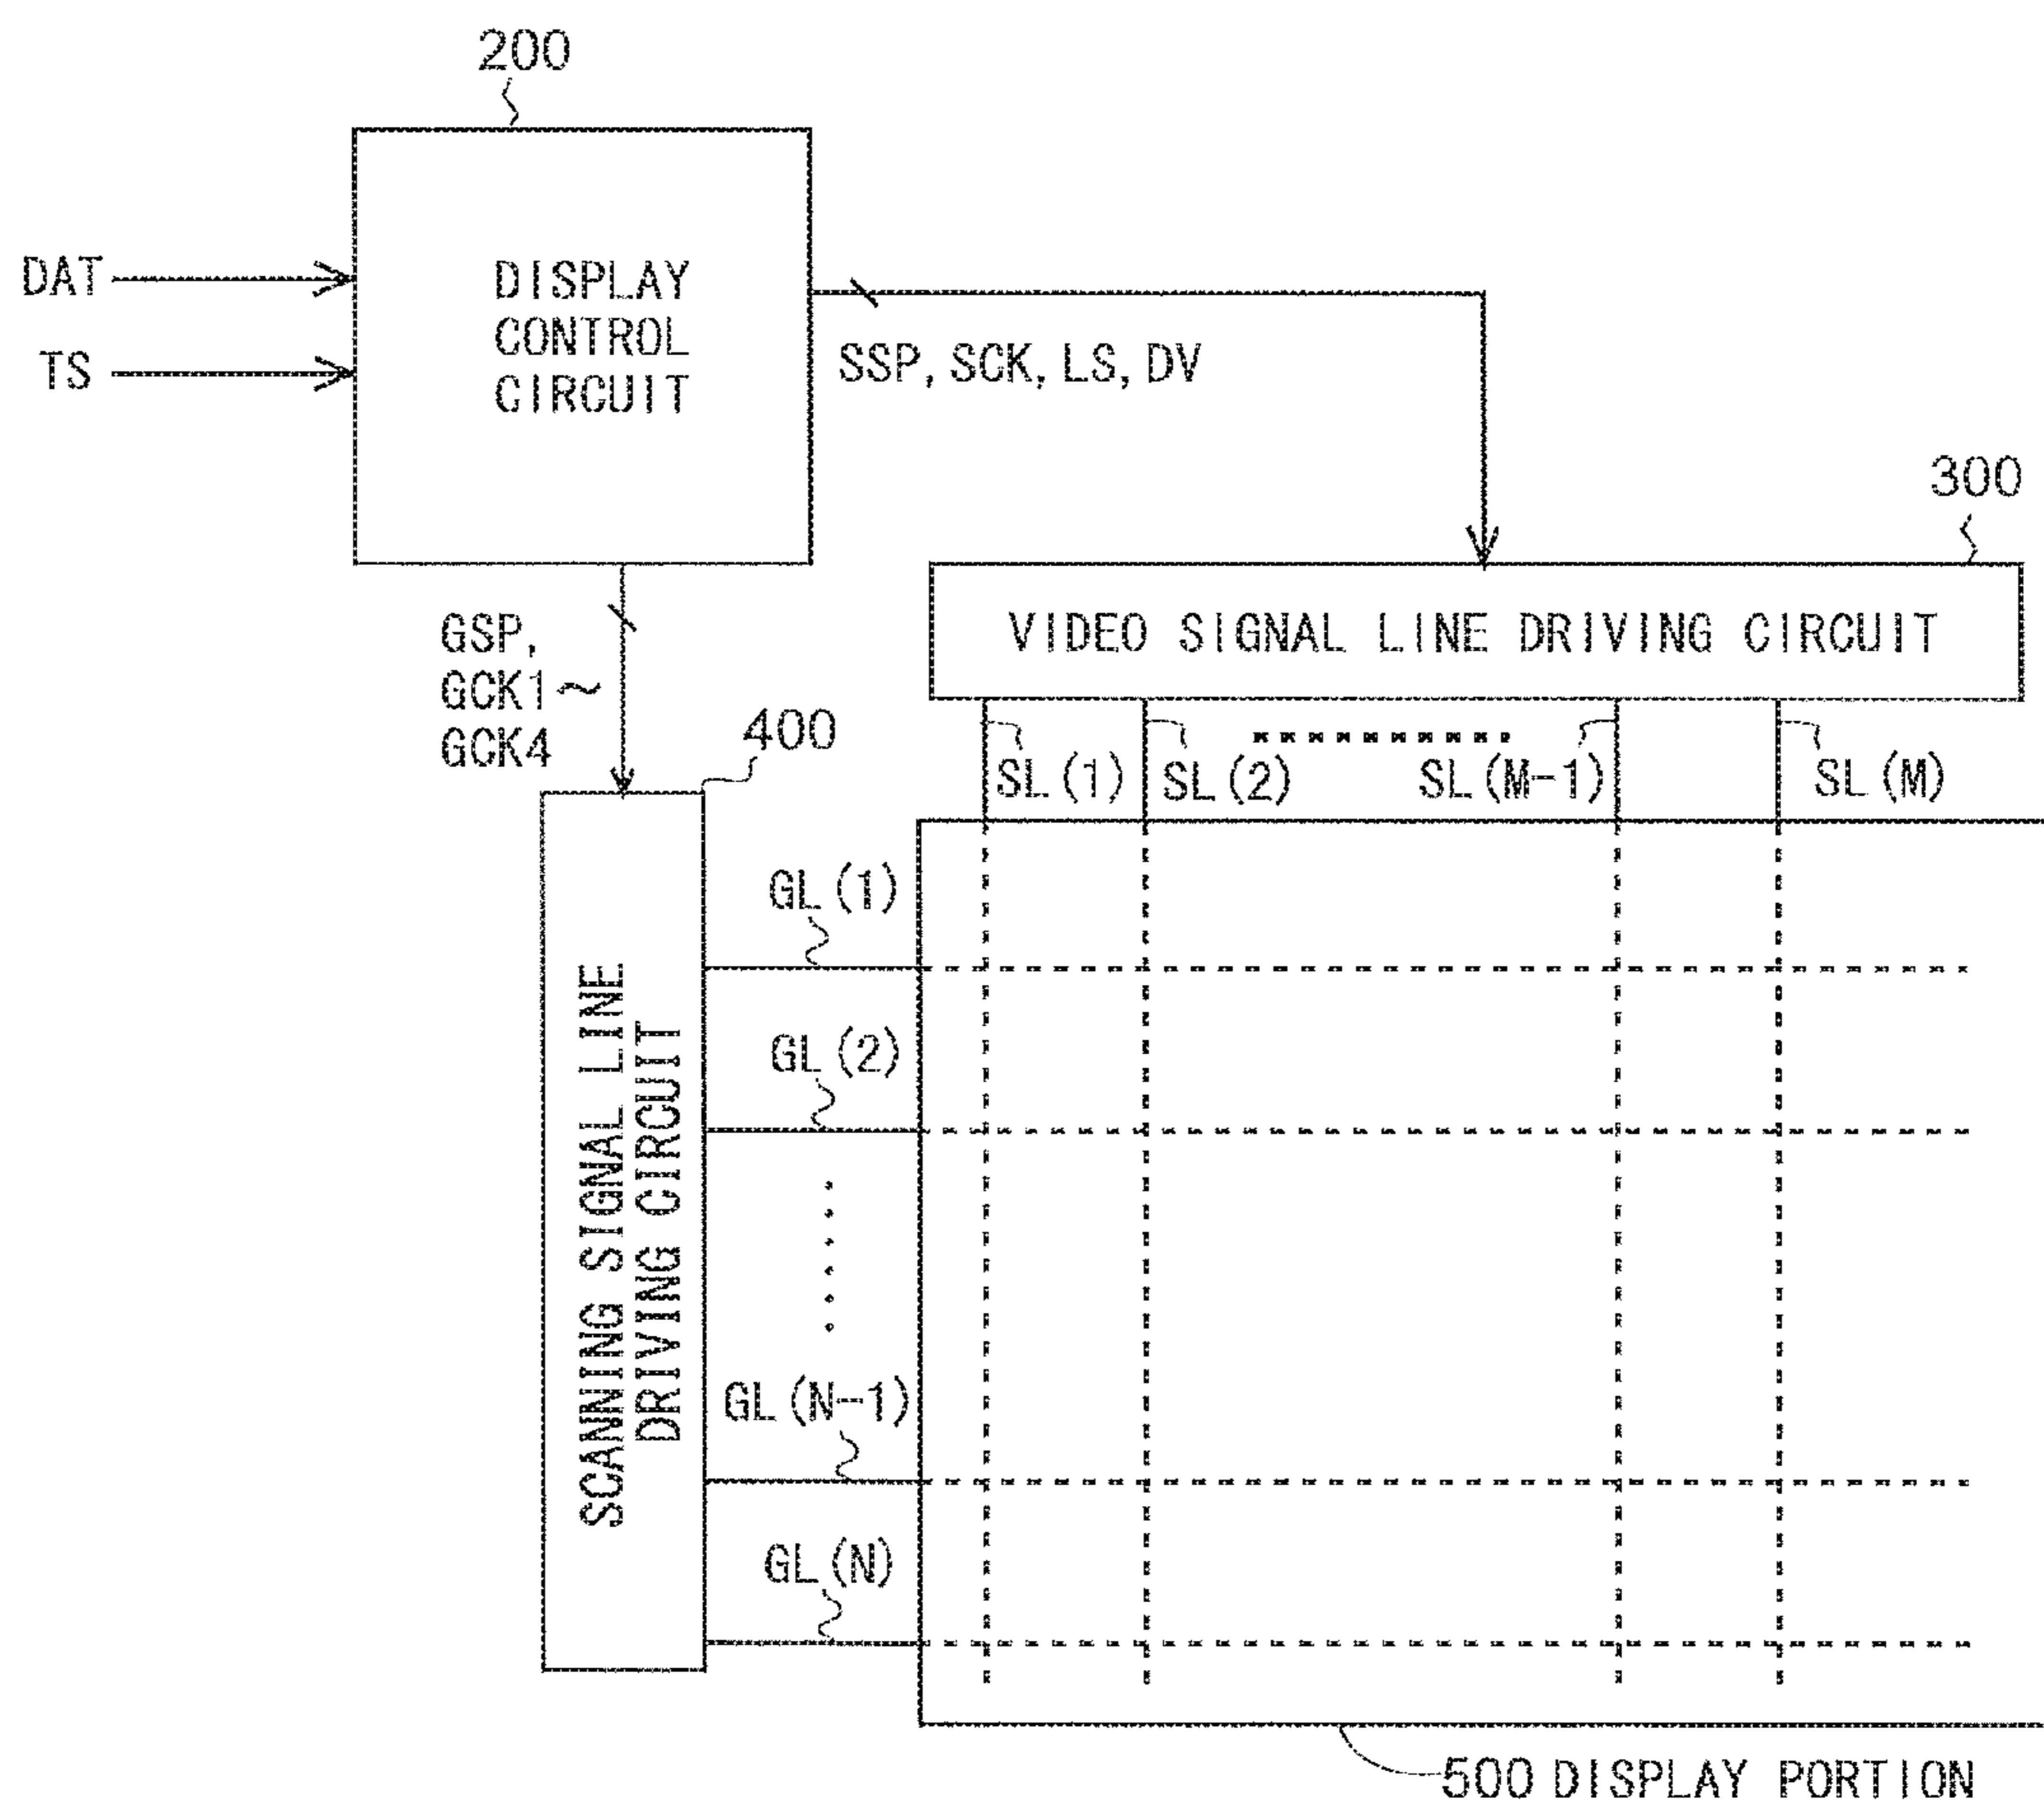 200
DAT
TS
DISPLAY
CONTROL
CIRCUIT
SSP, SCK, LS, DV
300
VIDEO SIGNAL LINE DRIVING CIRCUIT
GSP,
GCK1~
GCK4
400
SL(1)
SL(2)
SL(M-1)
SL(M)
GL(1)
GL(2)
GL(N-1)
GL(N)
SCANNING SIGNAL LINE
DRIVING CIRCUIT
500 DISPLAY PORTION